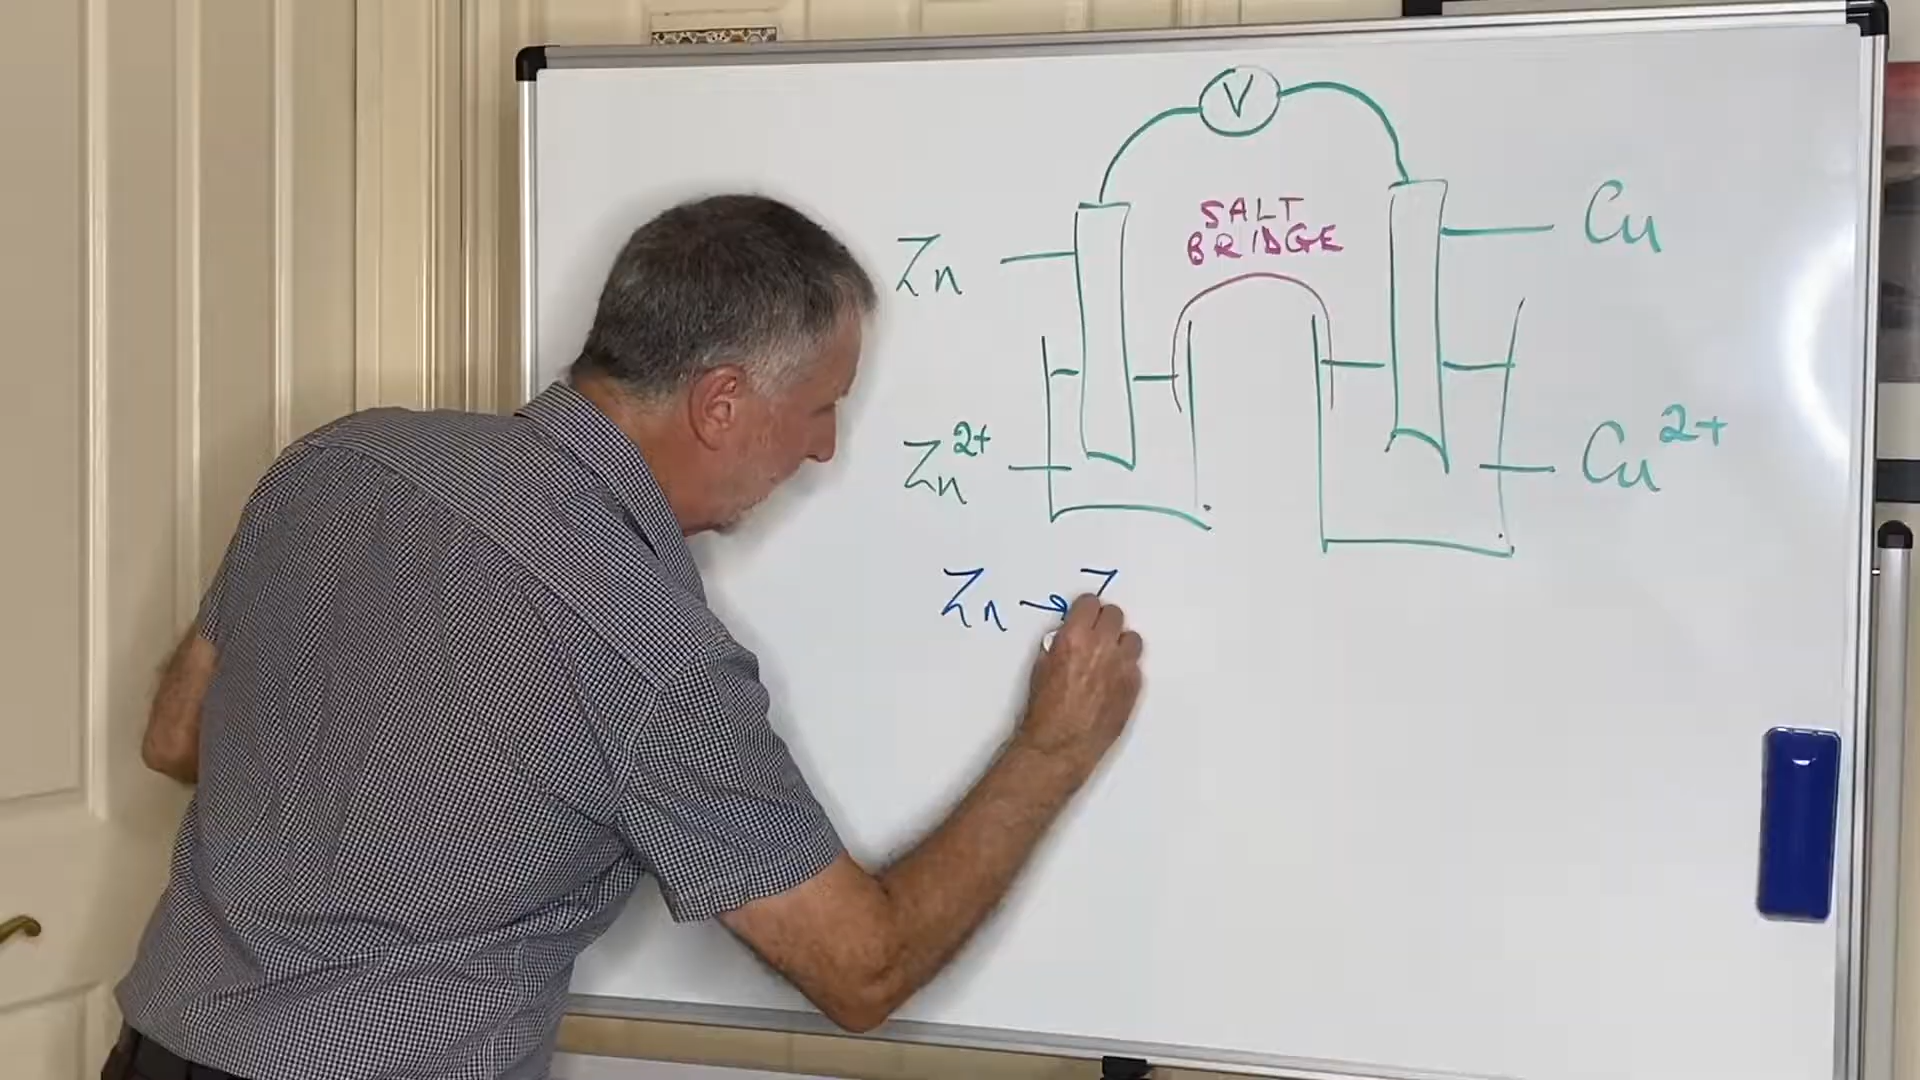 V
SALT
BRIDGE
Zn
Cu
Zn²⁺
Cu²⁺
Zn → Z